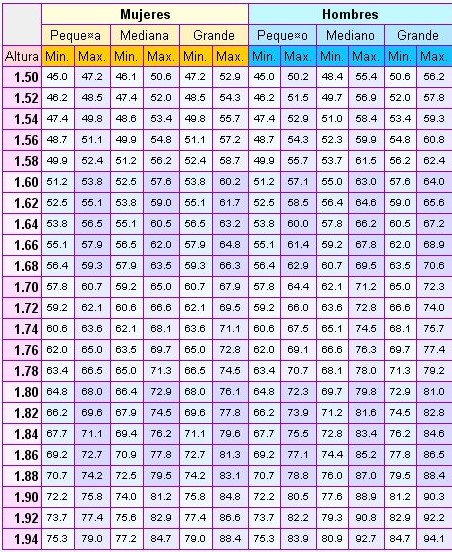 Mujeres Hombres
Peque¤a Mediana Grande Peque¤o Mediano Grande
Altura Min. Max. Min. Max. Min. Max. Min. Max. Min. Max. Min. Max.
1.50 45.0 47.2 46.1 50.6 47.2 52.9 45.0 50.2 48.4 55.4 50.6 56.2
1.52 46.2 48.5 47.4 52.0 48.5 54.3 46.2 51.5 49.7 56.9 52.0 57.8
1.54 47.4 49.8 48.6 53.4 49.8 55.7 47.4 52.9 51.0 58.4 53.4 59.3
1.56 48.7 51.1 49.9 54.8 51.1 57.2 48.7 54.3 52.3 59.9 54.8 60.8
1.58 49.9 52.4 51.2 56.2 52.4 58.7 49.9 55.7 53.7 61.5 56.2 62.4
1.60 51.2 53.8 52.5 57.6 53.8 60.2 51.2 57.1 55.0 63.0 57.6 64.0
1.62 52.5 55.1 53.8 59.0 55.1 61.7 52.5 58.5 56.4 64.6 59.0 65.6
1.64 53.8 56.5 55.1 60.5 56.5 63.2 53.8 60.0 57.8 66.2 60.5 67.2
1.66 55.1 57.9 56.5 62.0 57.9 64.8 55.1 61.4 59.2 67.8 62.0 68.9
1.68 56.4 59.3 57.9 63.5 59.3 66.3 56.4 62.9 60.7 69.5 63.5 70.6
1.70 57.8 60.7 59.2 65.0 60.7 67.9 57.8 64.4 62.1 71.2 65.0 72.3
1.72 59.2 62.1 60.6 66.6 62.1 69.5 59.2 66.0 63.6 72.8 66.6 74.0
1.74 60.6 63.6 62.1 68.1 63.6 71.1 60.6 67.5 65.1 74.5 68.1 75.7
1.76 62.0 65.0 63.5 69.7 65.0 72.8 62.0 69.1 66.6 76.3 69.7 77.4
1.78 63.4 66.5 65.0 71.3 66.5 74.5 63.4 70.7 68.1 78.0 71.3 79.2
1.80 64.8 68.0 66.4 72.9 68.0 76.1 64.8 72.3 69.7 79.8 72.9 81.0
1.82 66.2 69.6 67.9 74.5 69.6 77.8 66.2 73.9 71.2 81.6 74.5 82.8
1.84 67.7 71.1 69.4 76.2 71.1 79.6 67.7 75.5 72.8 83.4 76.2 84.6
1.86 69.2 72.7 70.9 77.8 72.7 81.3 69.2 77.1 74.4 85.2 77.8 86.5
1.88 70.7 74.2 72.5 79.5 74.2 83.1 70.7 78.8 76.0 87.0 79.5 88.4
1.90 72.2 75.8 74.0 81.2 75.8 84.8 72.2 80.5 77.6 88.9 81.2 90.3
1.92 73.7 77.4 75.6 82.9 77.4 86.6 73.7 82.2 79.3 90.8 82.9 92.2
1.94 75.3 79.0 77.2 84.7 79.0 88.4 75.3 83.9 80.9 92.7 84.7 94.1